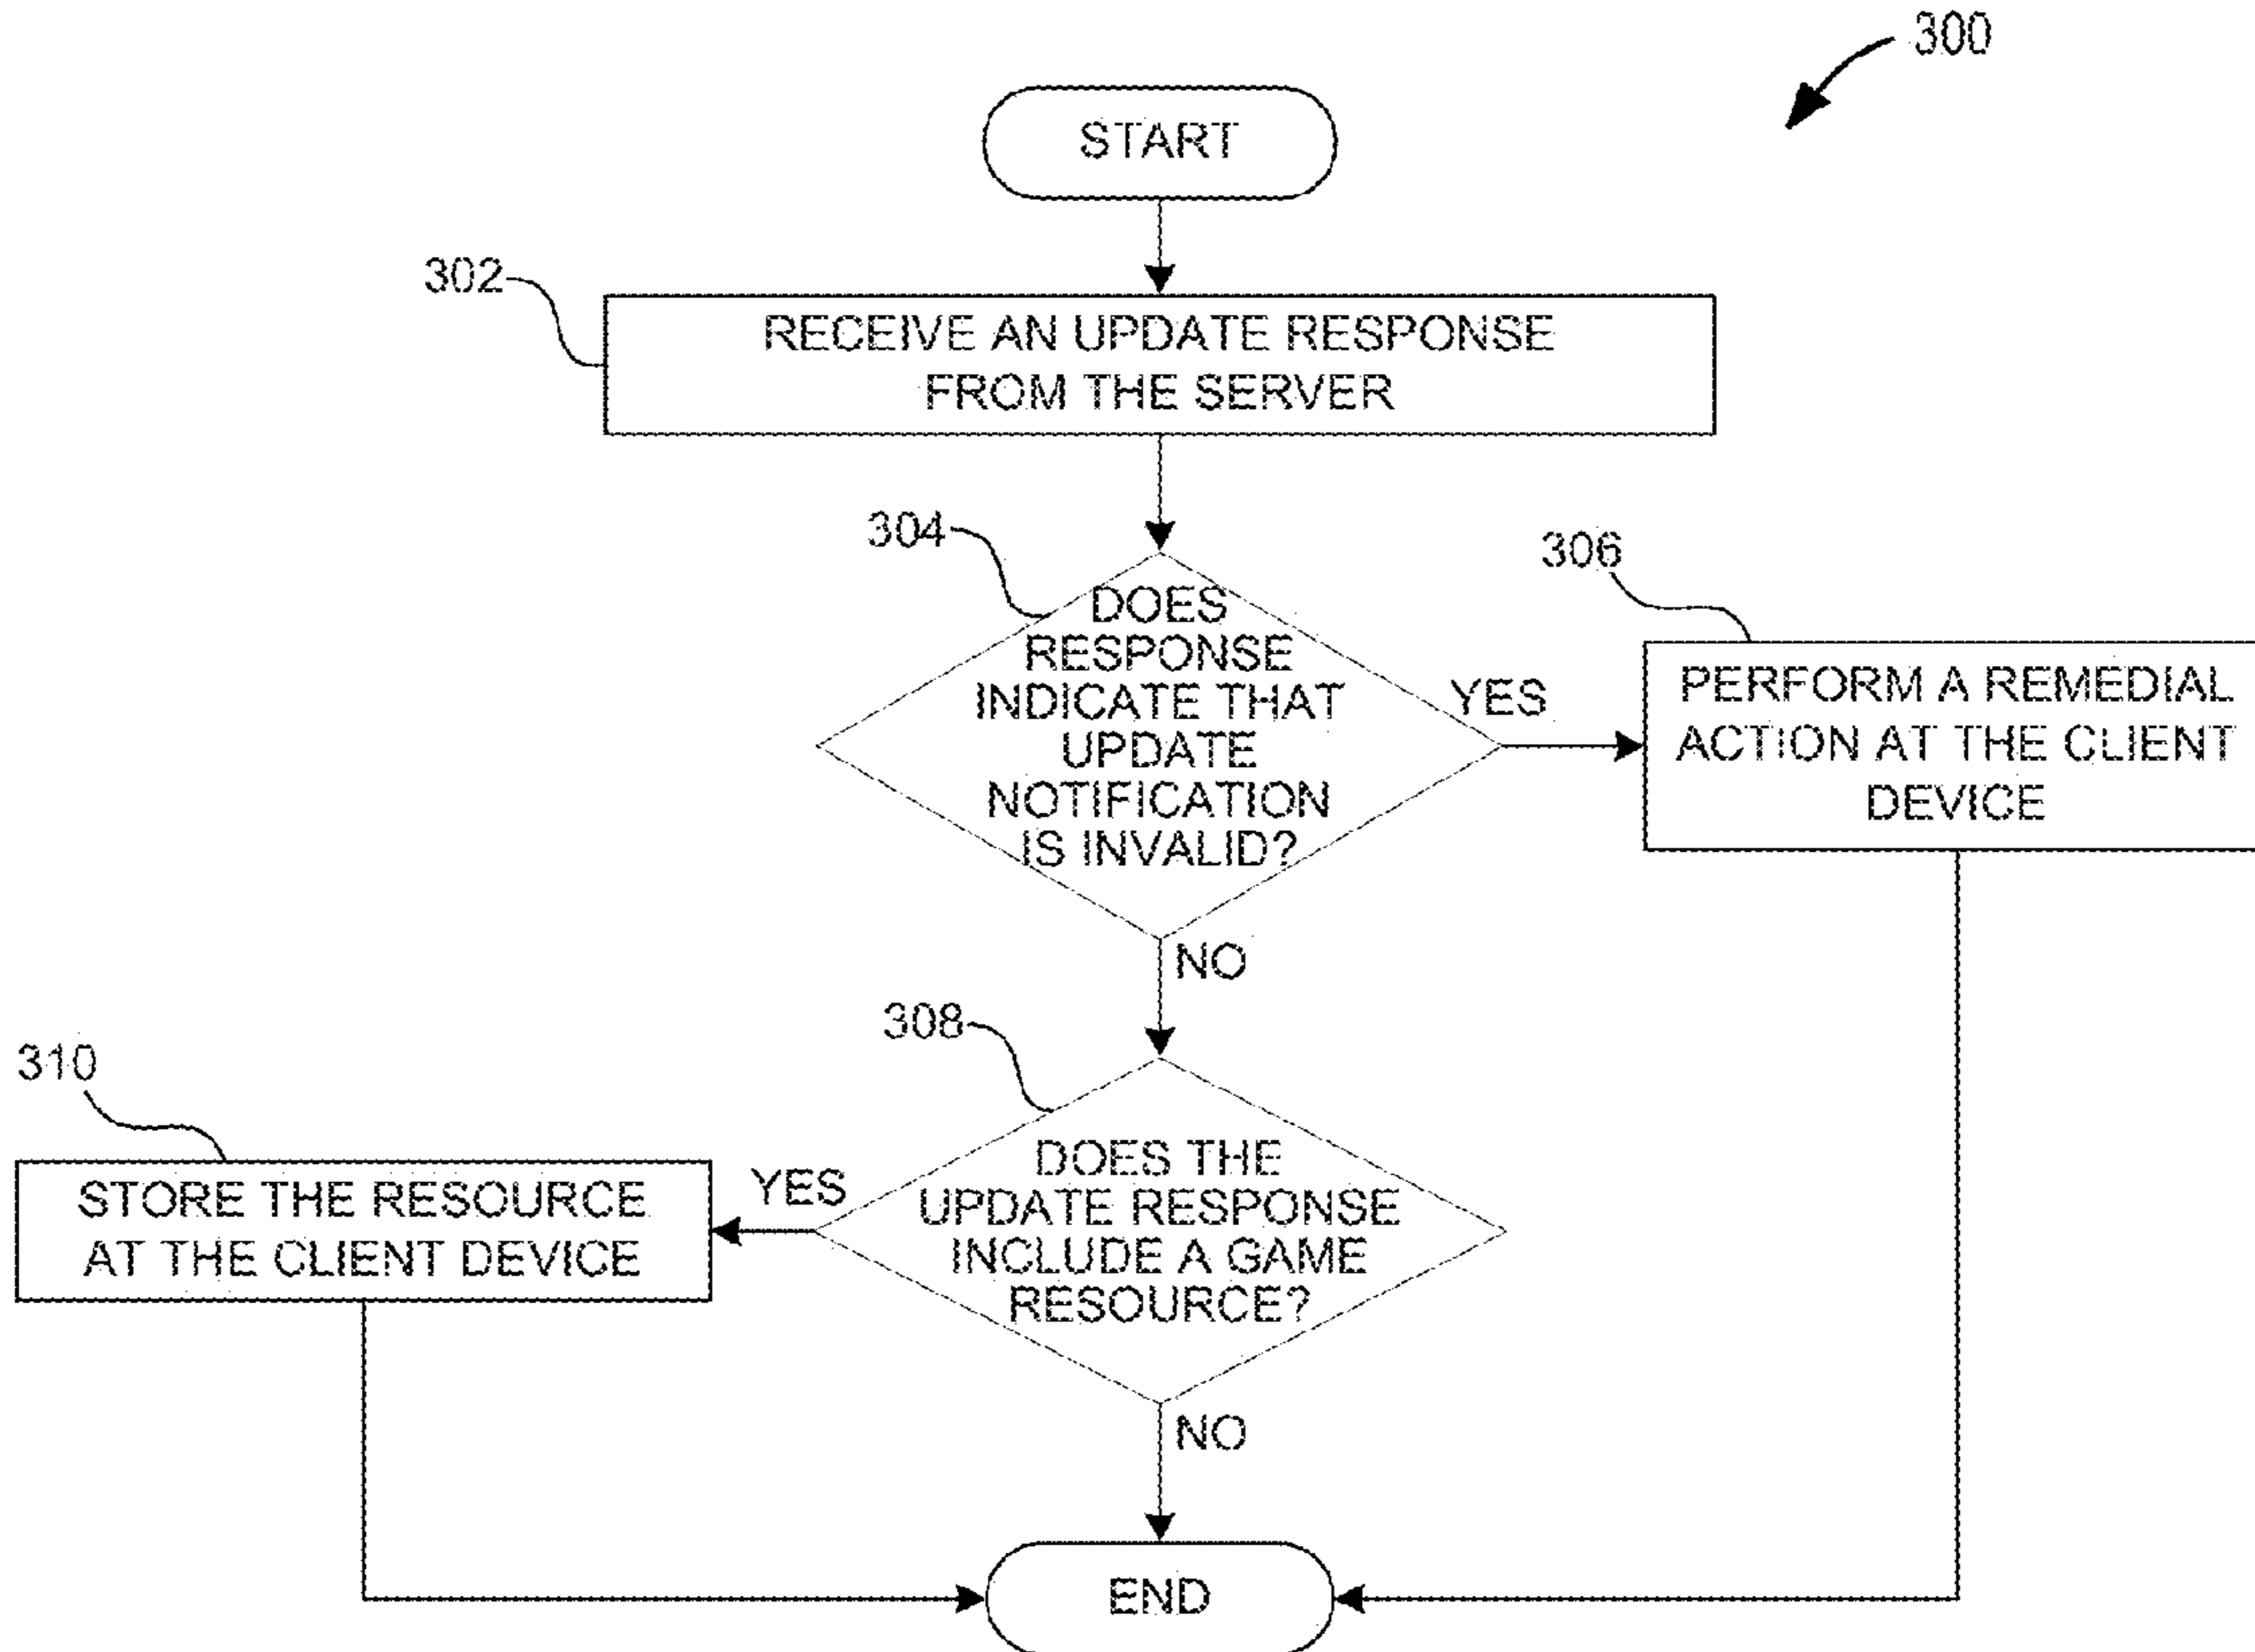 300
START
302
RECEIVE AN UPDATE RESPONSE
FROM THE SERVER
304
DOES
RESPONSE
INDICATE THAT
UPDATE
NOTIFICATION
IS INVALID?
YES
306
PERFORM A REMEDIAL
ACTION AT THE CLIENT
DEVICE
NO
308
DOES THE
UPDATE RESPONSE
INCLUDE A GAME
RESOURCE?
YES
310
STORE THE RESOURCE
AT THE CLIENT DEVICE
NO
END